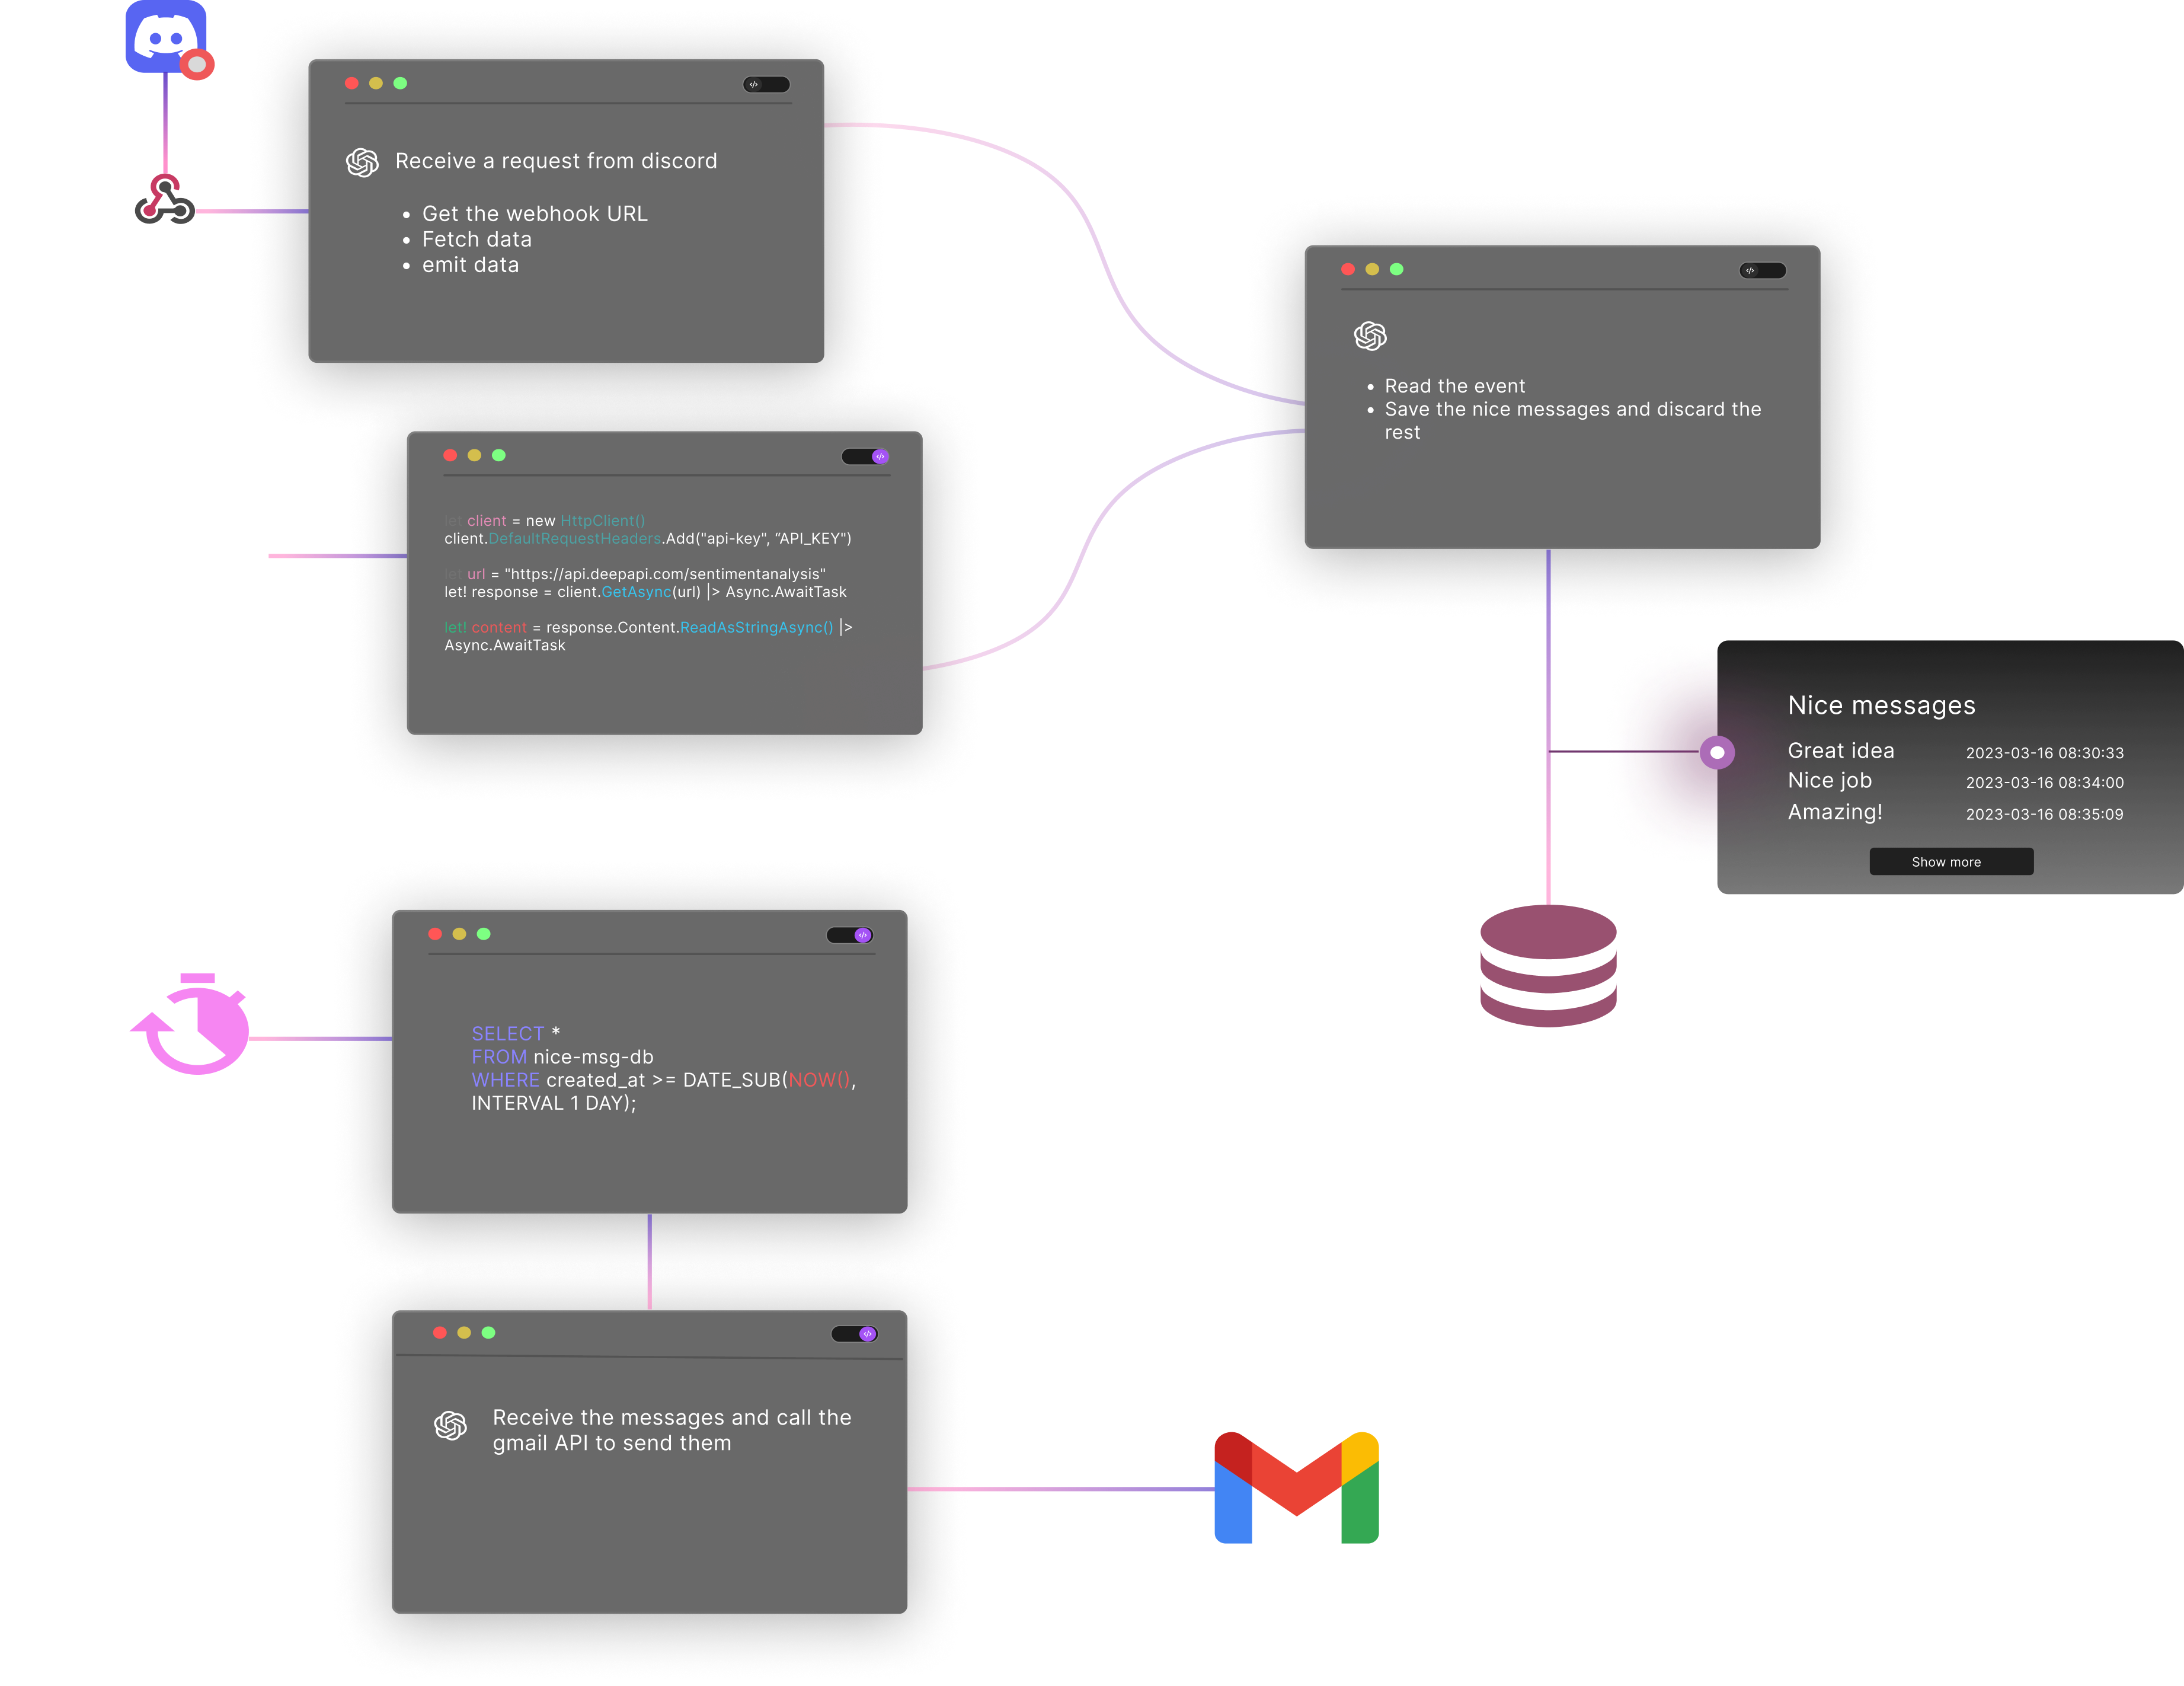 Receive a request from discord
• Get the webhook URL
• Fetch data
• emit data
• Read the event
• Save the nice messages and discard the
rest
let client = new HttpClient()
client.DefaultRequestHeaders.Add("api-key", “API_KEY")
let url = "https://api.deepapi.com/sentimentanalysis"
let! response = client.GetAsync(url) |> Async.AwaitTask
let! content = response.Content.ReadAsStringAsync() |>
Async.AwaitTask
Nice messages
Great idea 2023-03-16 08:30:33
Nice job 2023-03-16 08:34:00
Amazing! 2023-03-16 08:35:09
Show more
SELECT *
FROM nice-msg-db
WHERE created_at >= DATE_SUB(NOW(),
INTERVAL 1 DAY);
Receive the messages and call the
gmail API to send them